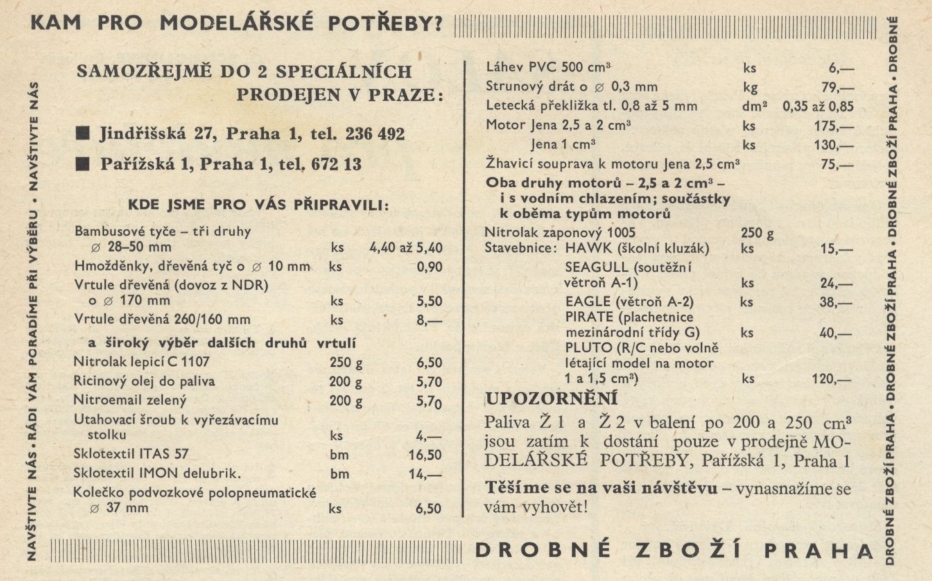 KAM PRO MODELÁŘSKÉ POTŘEBY?
SAMOZŘEJMĚ DO 2 SPECIÁLNÍCH
PRODEJEN V PRAZE:
■ Jindřišská 27, Praha 1, tel. 236 492
■ Pařížská 1, Praha 1, tel. 672 13
KDE JSME PRO VÁS PŘIPRAVILI:
Bambusové tyče – tři druhy
∅ 28–50 mm ks 4,40 až 5,40
Hmožděnky, dřevěná tyč o ∅ 10 mm ks 0,90
Vrtule dřevěná (dovoz z NDR)
o ∅ 170 mm ks 5,50
Vrtule dřevěná 260/160 mm ks 8,—
a široký výběr dalších druhů vrtulí
Nitrolak lepicí C 1107 250 g 6,50
Ricinový olej do paliva 200 g 5,70
Nitroemail zelený 200 g 5,70
Utahovací šroub k vyřezávacímu
stolku ks 4,—
Sklotextil ITAS 57 bm 16,50
Sklotextil IMON delubrik. bm 14,—
Kolečko podvozkové polopneumatické
∅ 37 mm ks 6,50
Láhev PVC 500 cm³ ks 6,—
Strunový drát o ∅ 0,3 mm kg 79,—
Letecká překližka tl. 0,8 až 5 mm dm² 0,35 až 0,85
Motor Jena 2,5 a 2 cm³ ks 175,—
Jena 1 cm³ ks 130,—
Žhavicí souprava k motoru Jena 2,5 cm³ 75,—
Oba druhy motorů – 2,5 a 2 cm³ –
i s vodním chlazením; součástky
k oběma typům motorů
Nitrolak zaponový 1005 250 g
Stavebnice: HAWK (školní kluzák) ks 15,—
SEAGULL (soutěžní
větroň A-1) ks 24,—
EAGLE (větroň A-2) ks 38,—
PIRATE (plachetnice
mezinárodní třídy G) ks 40,—
PLUTO (R/C nebo volně
létající model na motor
1 a 1,5 cm³) ks 120,—
UPOZORNĚNÍ
Paliva Ž 1 a Ž 2 v balení po 200 a 250 cm³
jsou zatím k dostání pouze v prodejně MO-
DELÁŘSKÉ POTŘEBY, Pařížská 1, Praha 1
Těšíme se na vaši návštěvu – vynasnažíme se
vám vyhovět!
DROBNÉ ZBOŽÍ PRAHA
NAVŠTIVTE NÁS • RÁDI VÁM PORADÍME PŘI VÝBĚRU • NAVŠTIVTE NÁS
DROBNÉ ZBOŽÍ PRAHA • DROBNÉ ZBOŽÍ PRAHA • DROBNÉ ZBOŽÍ PRAHA • DROBNÉ